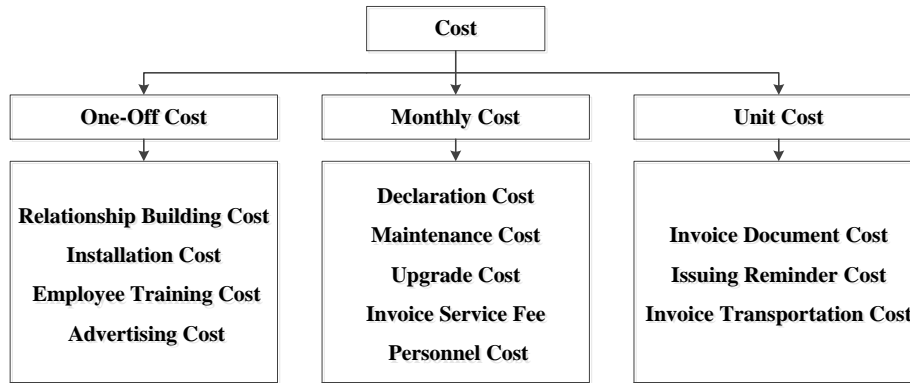 Cost
One-Off Cost
Monthly Cost
Unit Cost
Relationship Building Cost
Installation Cost
Employee Training Cost
Advertising Cost
Declaration Cost
Maintenance Cost
Upgrade Cost
Invoice Service Fee
Personnel Cost
Invoice Document Cost
Issuing Reminder Cost
Invoice Transportation Cost